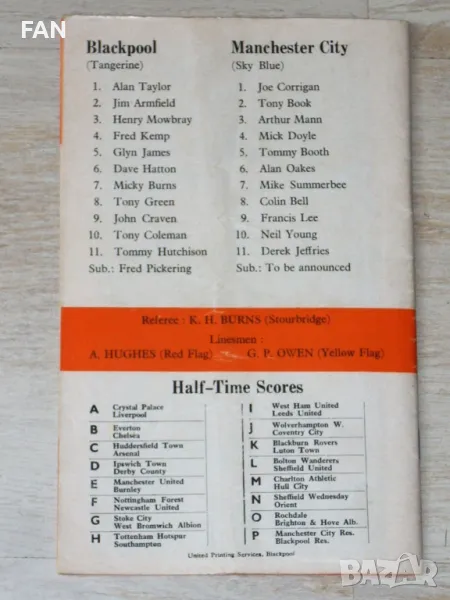 FAN
Blackpool
(Tangerine)
1. Alan Taylor
2. Jim Armfield
3. Henry Mowbray
4. Fred Kemp
5. Glyn James
6. Dave Hatton
7. Micky Burns
8. Tony Green
9. John Craven
10. Tony Coleman
11. Tommy Hutchison
Sub.: Fred Pickering
Manchester City
(Sky Blue)
1. Joe Corrigan
2. Tony Book
3. Arthur Mann
4. Mick Doyle
5. Tommy Booth
6. Alan Oakes
7. Mike Summerbee
8. Colin Bell
9. Francis Lee
10. Neil Young
11. Derek Jeffries
Sub.: To be announced
Referee : K. H. BURNS (Stourbridge)
Linesmen :
A. HUGHES (Red Flag) G. P. OWEN (Yellow Flag)
Half-Time Scores
A Crystal Palace
Liverpool
B Everton
Chelsea
C Huddersfield Town
Arsenal
D Ipswich Town
Derby County
E Manchester United
Burnley
F Nottingham Forest
Newcastle United
G Stoke City
West Bromwich Albion
H Tottenham Hotspur
Southampton
I West Ham United
Leeds United
J Wolverhampton W.
Coventry City
K Blackburn Rovers
Luton Town
L Bolton Wanderers
Sheffield United
M Charlton Athletic
Hull City
N Sheffield Wednesday
Orient
O Rochdale
Brighton & Hove Alb.
P Manchester City Res.
Blackpool Res.
United Printing Services, Blackpool
BAZAR